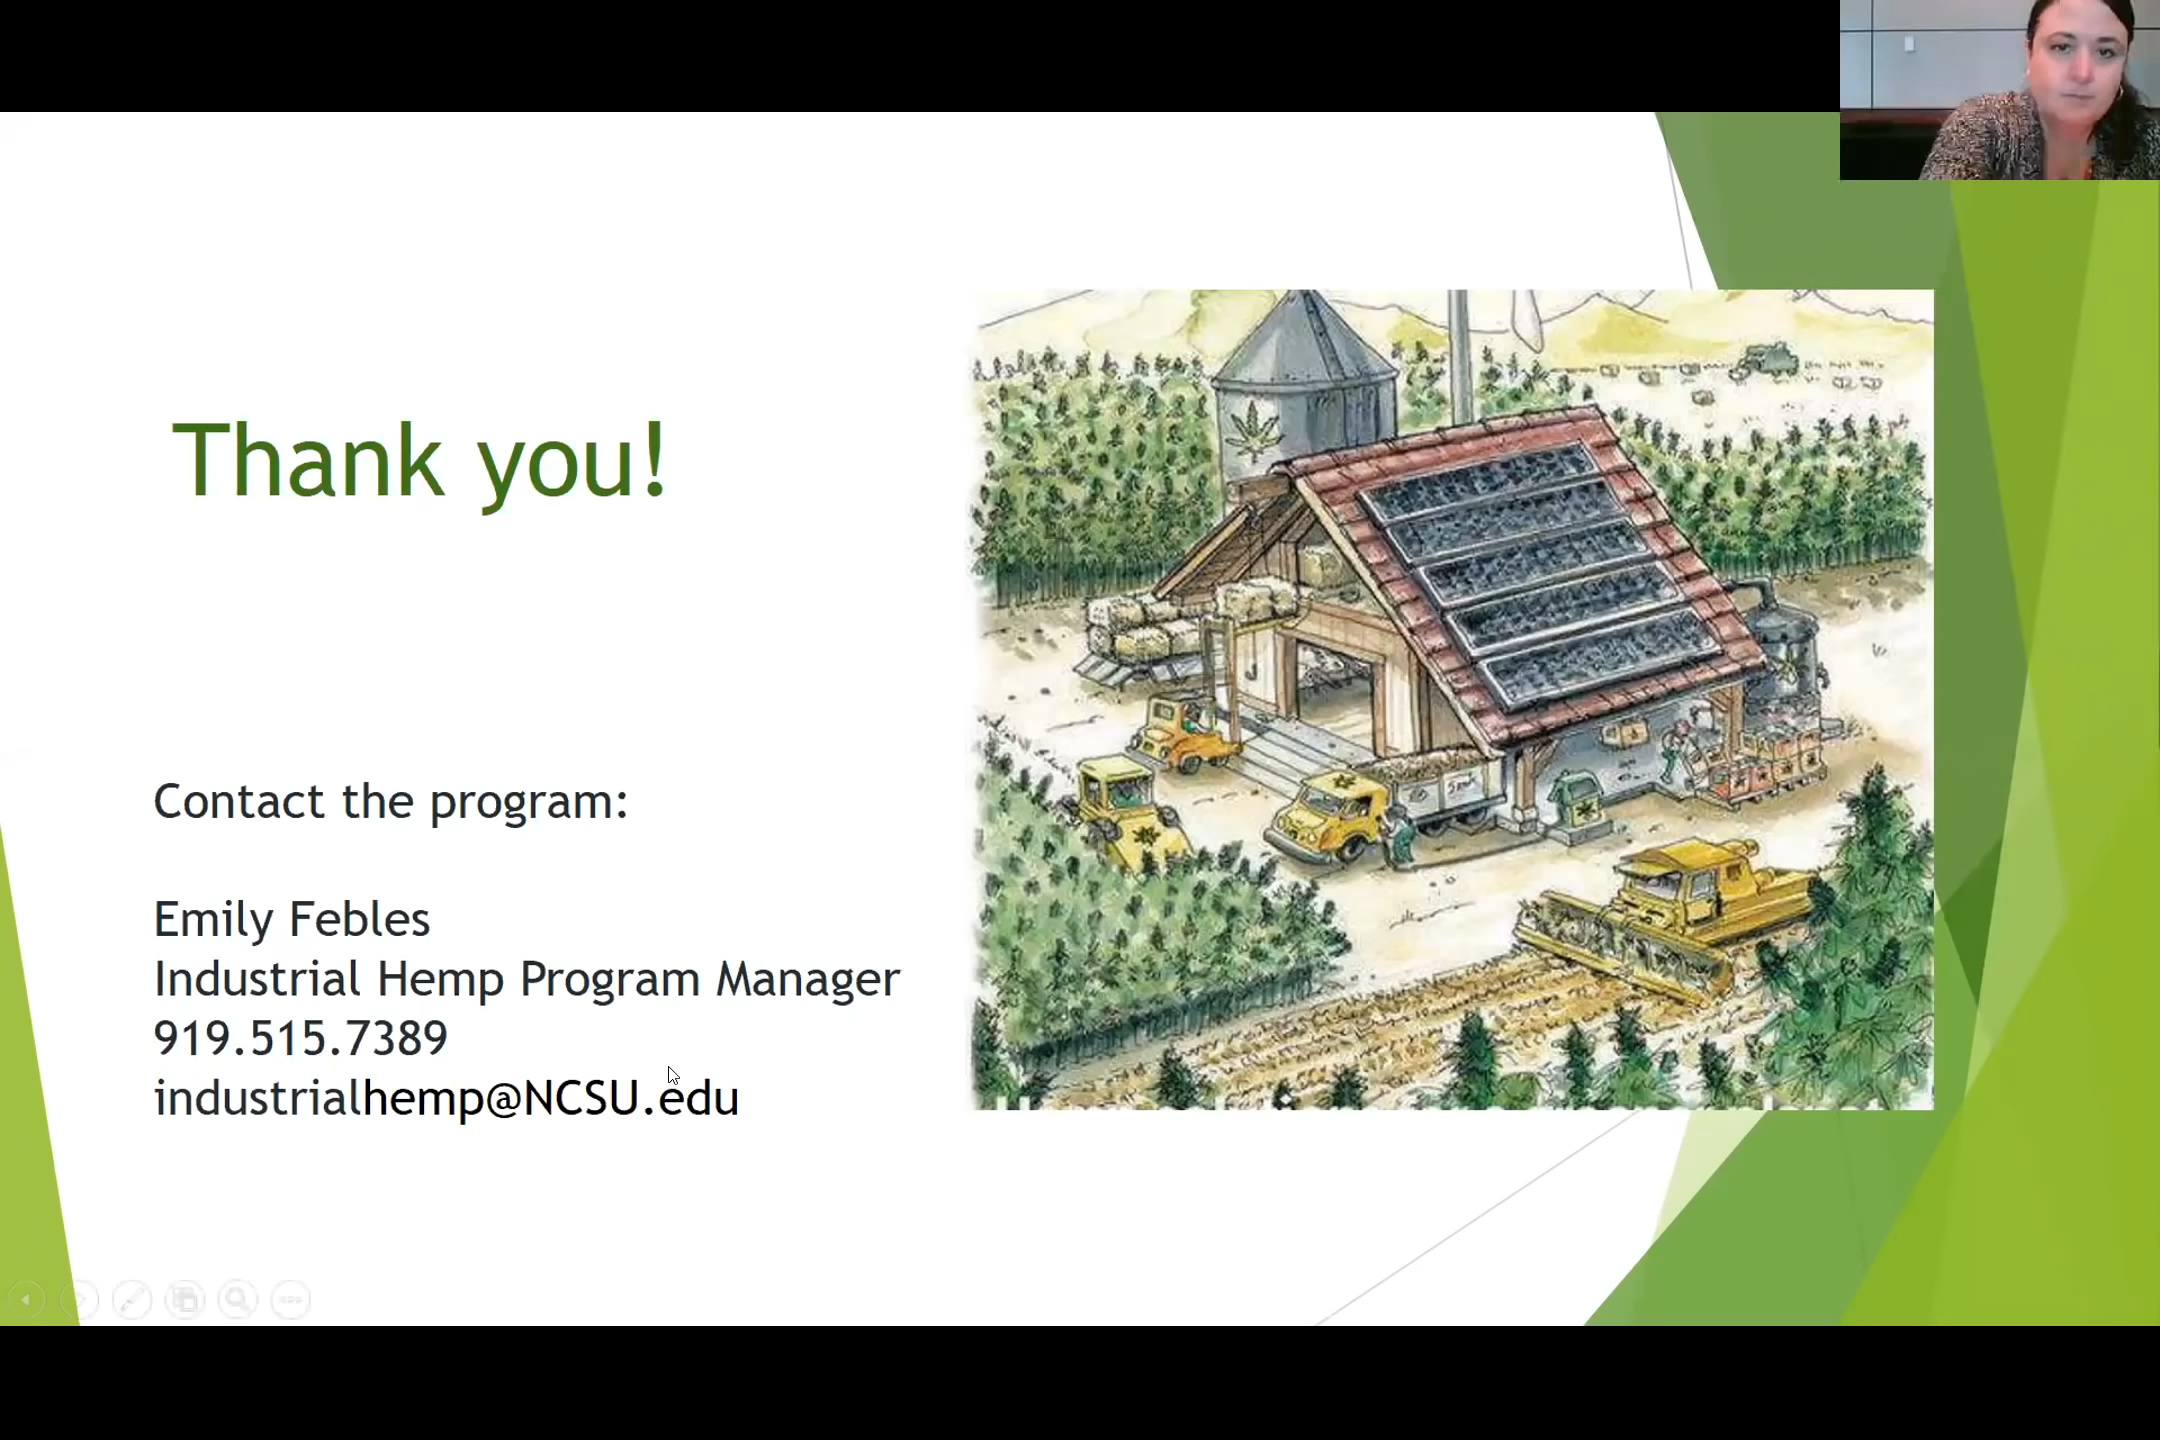 Thank you!
Contact the program:
Emily Febles
Industrial Hemp Program Manager
919.515.7389
industrialhemp@NCSU.edu